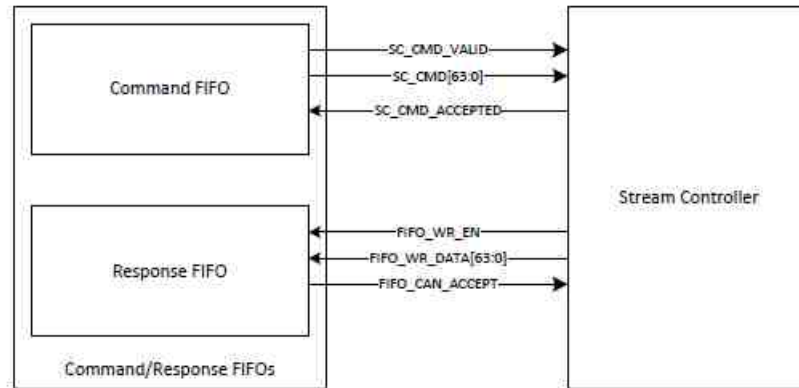 SC_CMD_VALID
Command FIFO
SC_CMD[63:0]
SC_CMD_ACCEPTED
Stream Controller
FIFO_WR_EN
Response FIFO
FIFO_WR_DATA[63:0]
FIFO_CAN_ACCEPT
Command/Response FIFOs